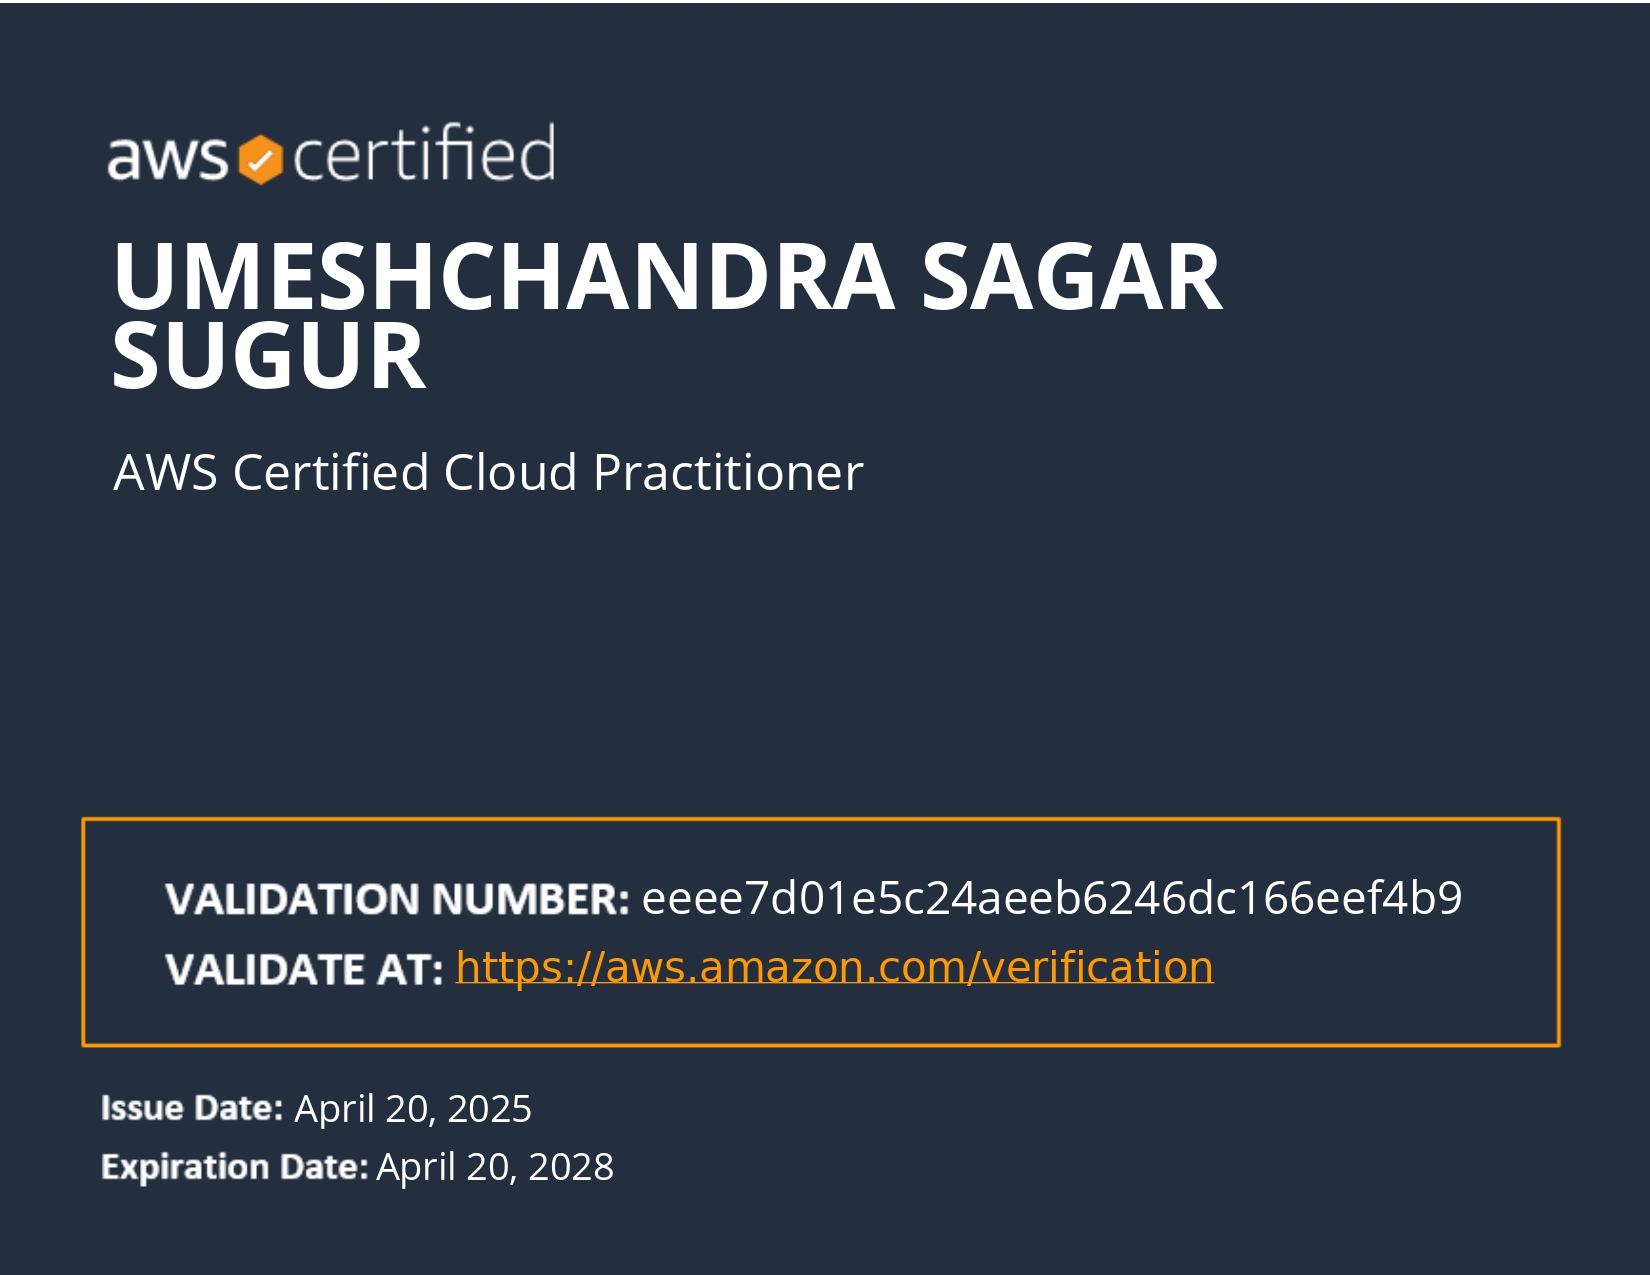 aws certified
UMESHCHANDRA SAGAR
SUGUR
AWS Certified Cloud Practitioner
VALIDATION NUMBER: eeee7d01e5c24aeeb6246dc166eef4b9
VALIDATE AT: https://aws.amazon.com/verification
Issue Date: April 20, 2025
Expiration Date: April 20, 2028